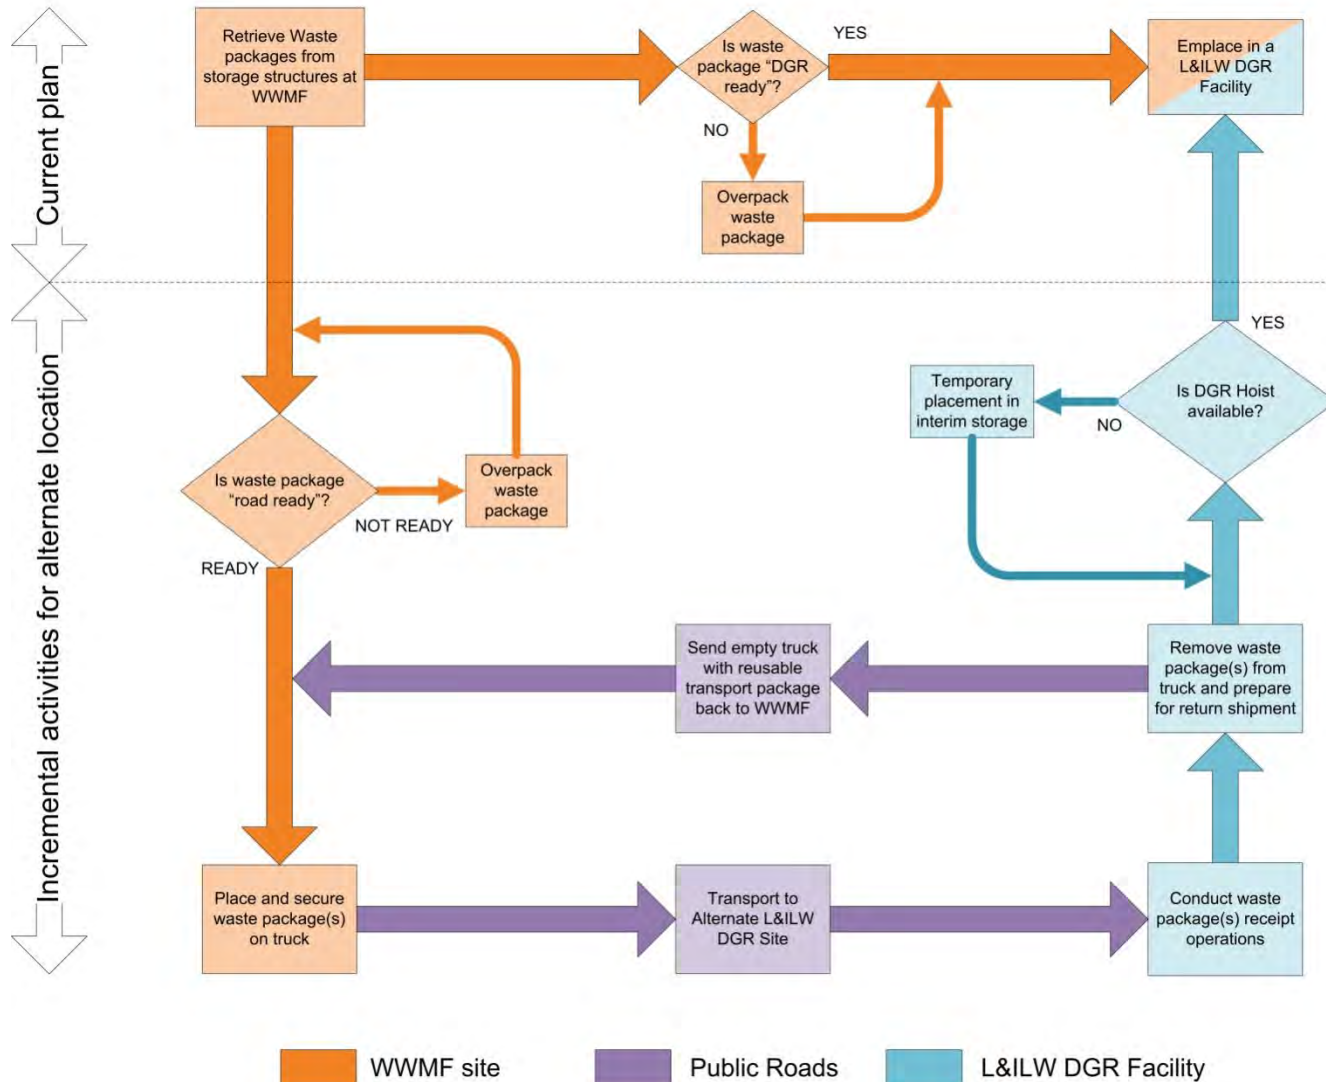 Current plan
Incremental activities for alternate location
Retrieve Waste
packages from
storage structures at
WWMF
Is waste
package "DGR
ready"?
YES
NO
Overpack
waste
package
Emplace in a
L&ILW DGR
Facility
Is waste package
"road ready"?
NOT READY
READY
Overpack
waste
package
Temporary
placement in
interim storage
NO
Is DGR Hoist
available?
YES
Send empty truck
with reusable
transport package
back to WWMF
Remove waste
package(s) from
truck and prepare
for return shipment
Place and secure
waste package(s)
on truck
Transport to
Alternate L&ILW
DGR Site
Conduct waste
package(s) receipt
operations
WWMF site
Public Roads
L&ILW DGR Facility